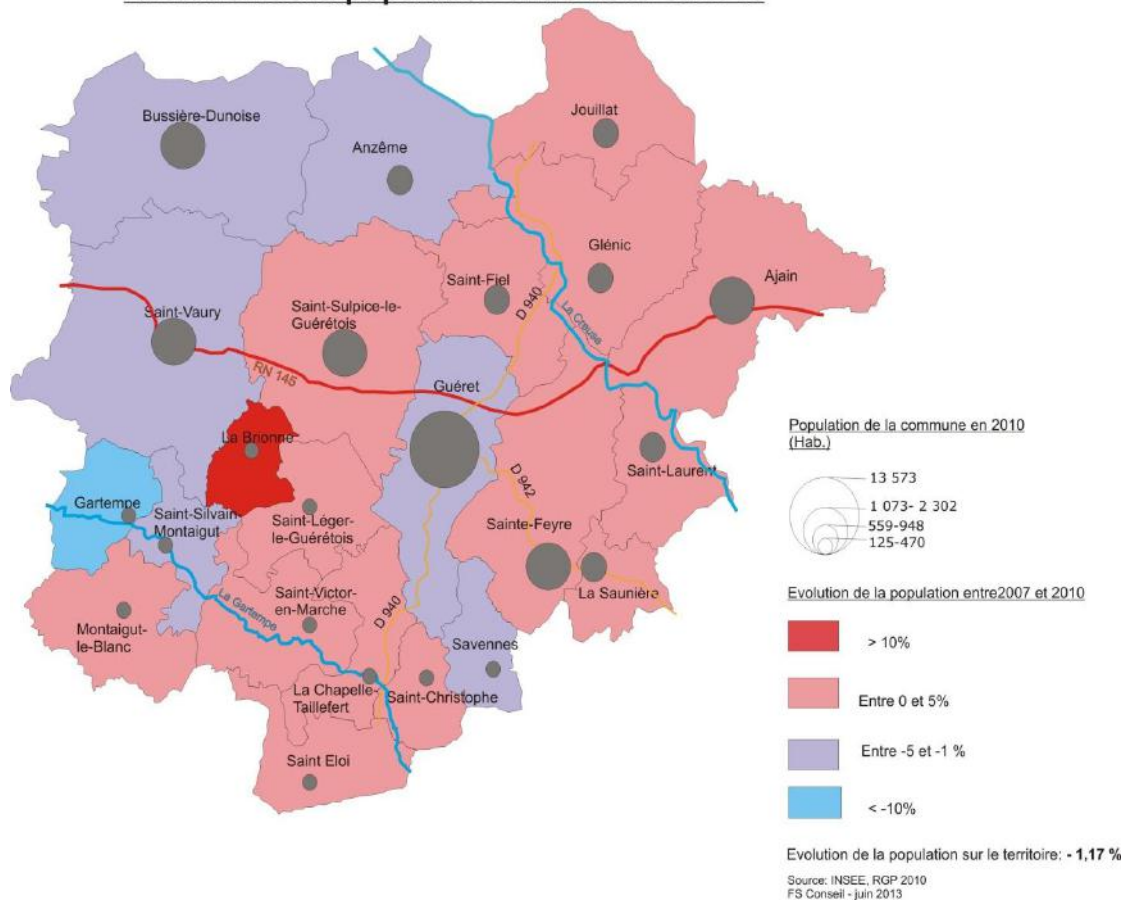 Bussière-Dunoise
Anzême
Jouillat
Glénic
Ajain
Saint-Fiel
D 940
La Creuse
Saint-Vaury
Saint-Sulpice-le-
Guérétois
RN 145
Guéret
La Brionne
D 942
Saint-Laurent
Gartempe
Saint-Silvain-
Montaigut
Saint-Léger-
le-Guérétois
Sainte-Feyre
La Saunière
Montaigut-
le-Blanc
La Gartempe
Saint-Victor-
en-Marche
D 940
Savennes
La Chapelle-
Taillefert
Saint-Christophe
Saint Eloi
Population de la commune en 2010
(Hab.)
13 573
1 073- 2 302
559-948
125-470
Evolution de la population entre2007 et 2010
> 10%
Entre 0 et 5%
Entre -5 et -1 %
< -10%
Evolution de la population sur le territoire: - 1,17 %
Source: INSEE, RGP 2010
FS Conseil - juin 2013